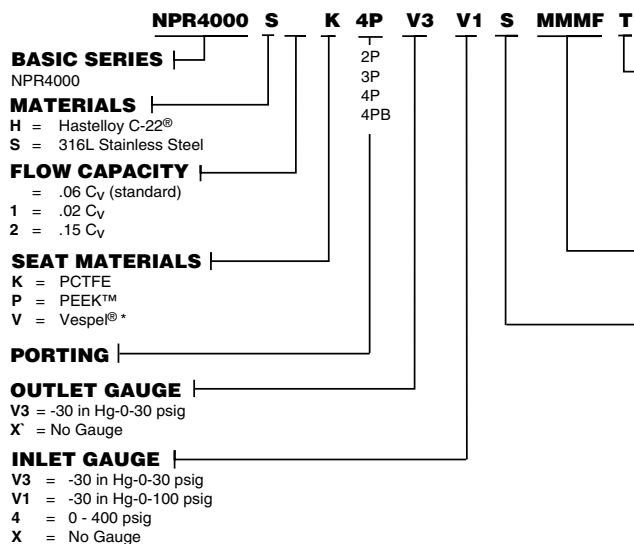 NPR4000 S K 4P V3 V1 S MMMF T
2P
3P
4P
4PB
BASIC SERIES
NPR4000
MATERIALS
H = Hastelloy C-22®
S = 316L Stainless Steel
FLOW CAPACITY
= .06 CV (standard)
1 = .02 CV
2 = .15 CV
SEAT MATERIALS
K = PCTFE
P = PEEK™
V = Vespel® *
PORTING
OUTLET GAUGE
V3 = -30 in Hg-0-30 psig
X` = No Gauge
INLET GAUGE
V3 = -30 in Hg-0-30 psig
V1 = -30 in Hg-0-100 psig
4 = 0 - 400 psig
X = No Gauge